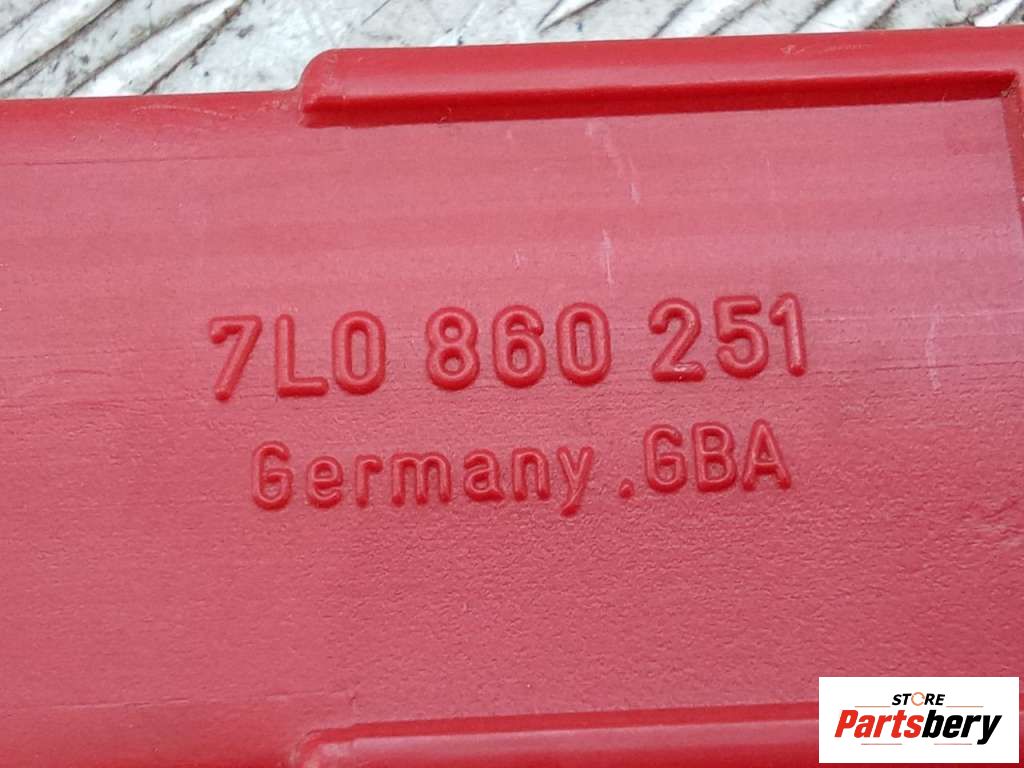 7L0 860 251
Germany .GBA
STORE
Partsbery